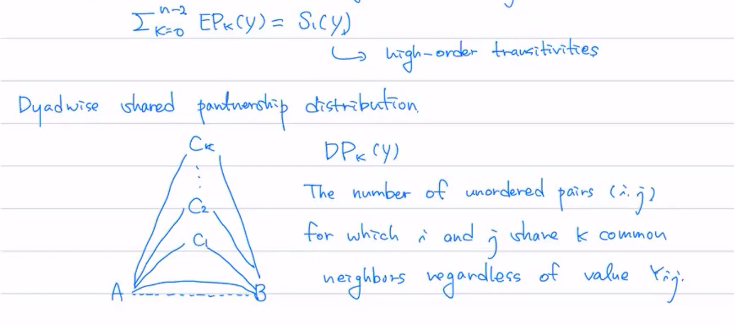 Σ_{K=0}^{n-2} EP_K(y) = S_1(y)
↳ high-order transitivities
Dyadwise shared partnership distribution.
C_K
DP_K(y)
⋮
The number of unordered pairs (i,j)
C_2
for which i and j share k common
C_1
neighbors regardless of value Y_ij.
A B